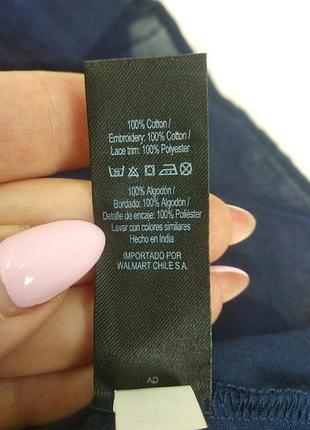 100% Cotton /
Embroidery: 100% Cotton /
Lace trim: 100% Polyester
100% Algodón /
Bordado: 100% Algodón /
Detalle de encaje: 100% Poliéster
Lavar con colores similares
Hecho en India
IMPORTADO POR
WALMART CHILE S.A.
AD